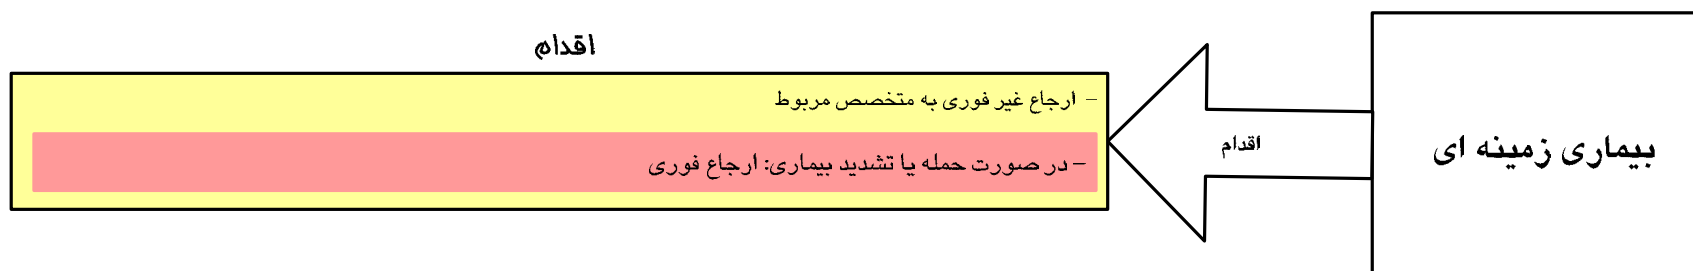 اقدام
بیماری زمینه ای
اقدام
- ارجاع غیر فوری به متخصص مربوط
- در صورت حمله یا تشدید بیماری: ارجاع فوری